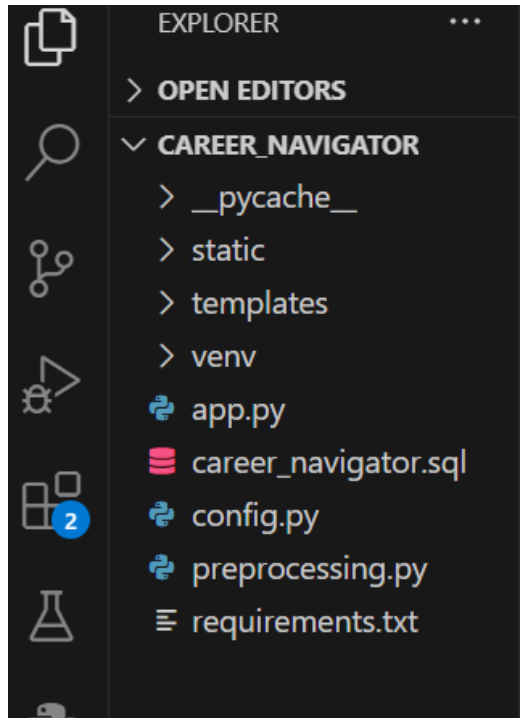 EXPLORER ...
OPEN EDITORS
CAREER_NAVIGATOR
__pycache__
static
templates
venv
app.py
career_navigator.sql
config.py
2
preprocessing.py
requirements.txt